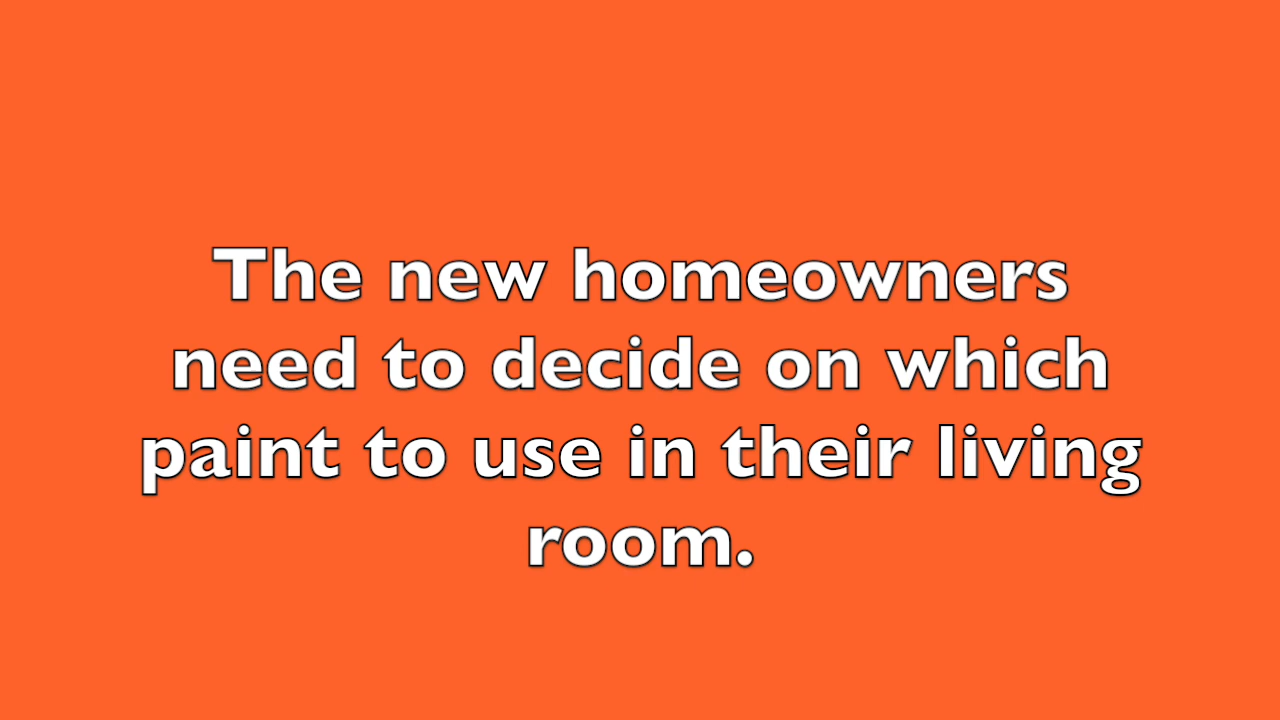 The new homeowners
need to decide on which
paint to use in their living
room.